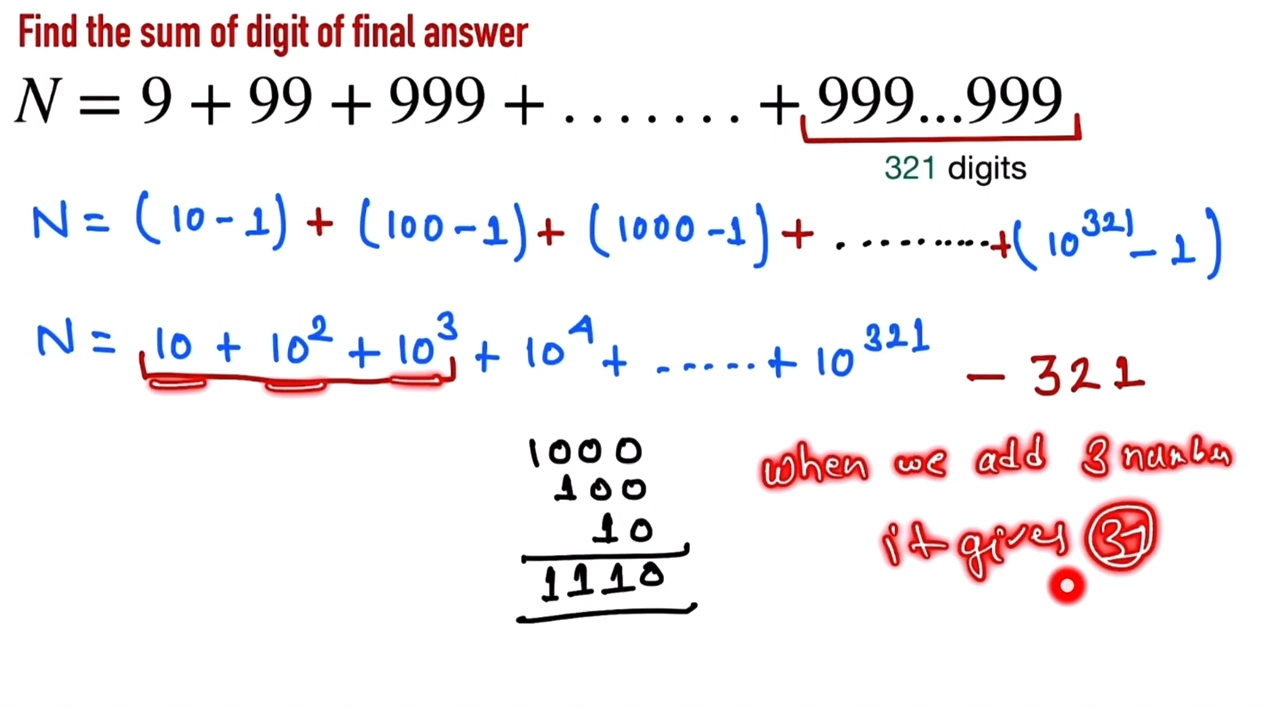 Find the sum of digit of final answer
N = 9 + 99 + 999 + ....... + 999...999
321 digits
N = (10 - 1) + (100 - 1) + (1000 - 1) + .......... + (10^321 - 1)
N = 10 + 10^2 + 10^3 + 10^4 + ...... + 10^321 - 321
1000
100
10
1110
when we add 3 number
it gives